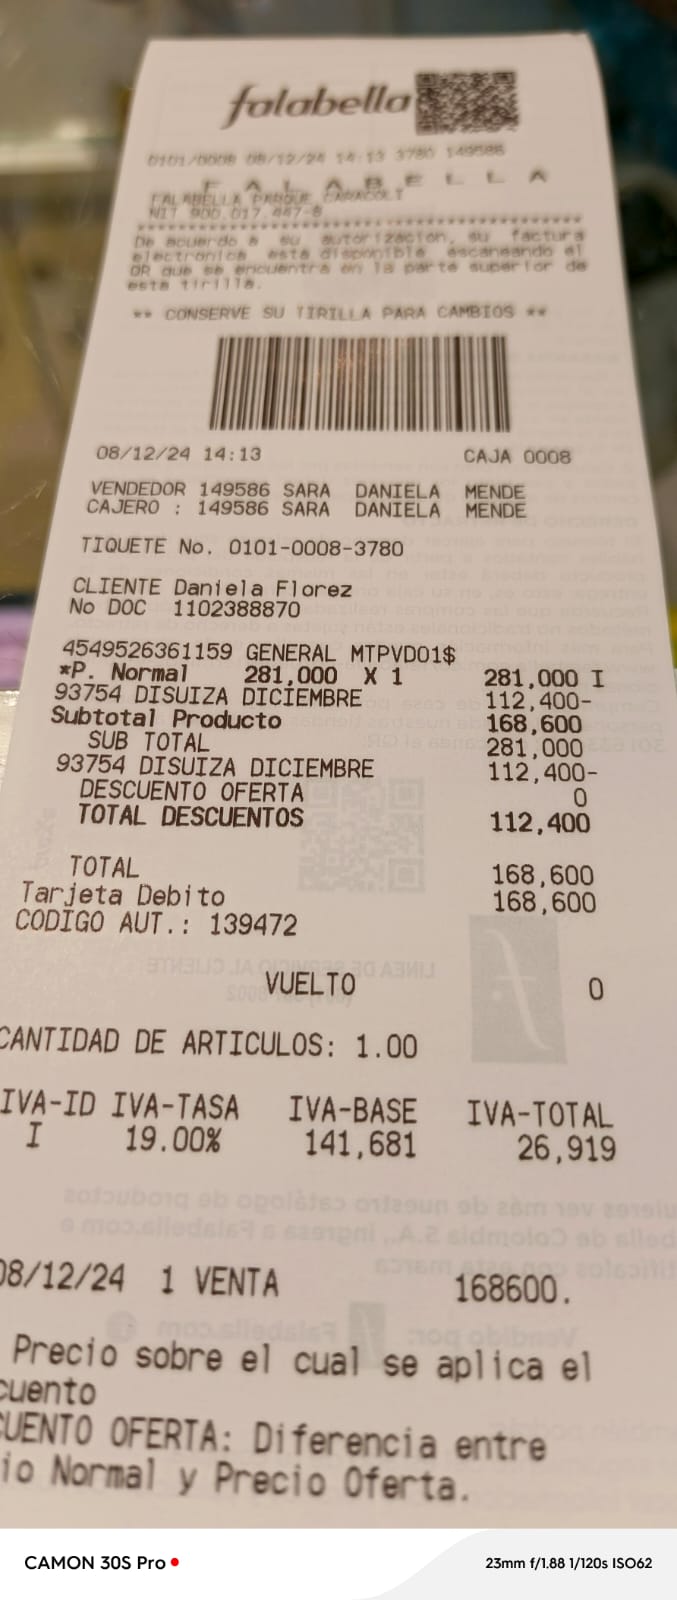 falabella
0101/0008 08/12/24 14:13 3780 149586
F A L A B E L L A
FALABELLA PARQUE CARACOLI
NIT 900.017.447-8
De acuerdo a su autorizacion, su factura
electronica esta disponible escaneando el
QR que se encuentra en la parte superior de
esta tirilla.
** CONSERVE SU TIRILLA PARA CAMBIOS **
08/12/24 14:13 CAJA 0008
VENDEDOR 149586 SARA DANIELA MENDE
CAJERO : 149586 SARA DANIELA MENDE
TIQUETE No. 0101-0008-3780
CLIENTE Daniela Florez
No DOC 1102388870
4549526361159 GENERAL MTPVD01$
*P. Normal 281,000 X 1 281,000 I
93754 DISUIZA DICIEMBRE 112,400-
Subtotal Producto 168,600
SUB TOTAL 281,000
93754 DISUIZA DICIEMBRE 112,400-
DESCUENTO OFERTA 0
TOTAL DESCUENTOS 112,400
TOTAL 168,600
Tarjeta Debito 168,600
CODIGO AUT.: 139472
VUELTO 0
CANTIDAD DE ARTICULOS: 1.00
IVA-ID IVA-TASA IVA-BASE IVA-TOTAL
I 19.00% 141,681 26,919
08/12/24 1 VENTA 168600.
Precio sobre el cual se aplica el
cuento
CUENTO OFERTA: Diferencia entre
io Normal y Precio Oferta.
CAMON 30S Pro
23mm f/1.88 1/120s ISO62